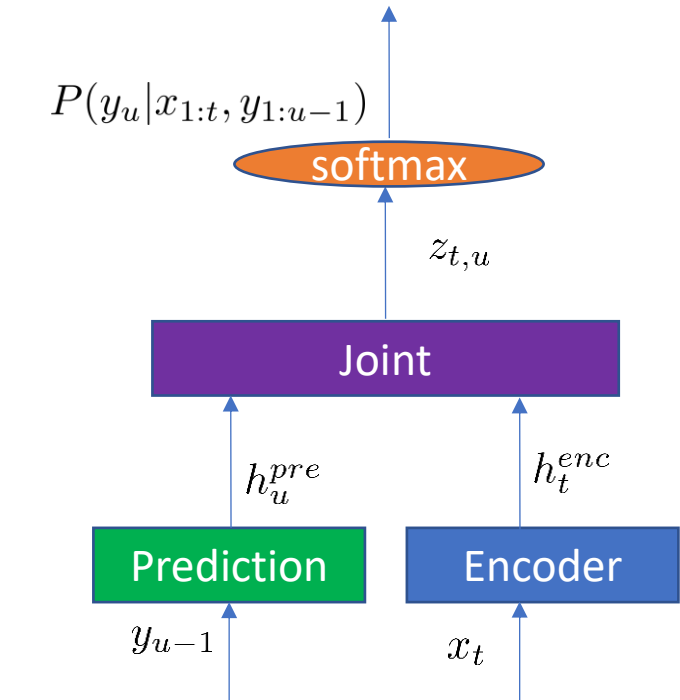 P(y_u|x_{1:t}, y_{1:u-1})
softmax
z_{t,u}
Joint
h_u^{pre} h_t^{enc}
Prediction Encoder
y_{u-1} x_t